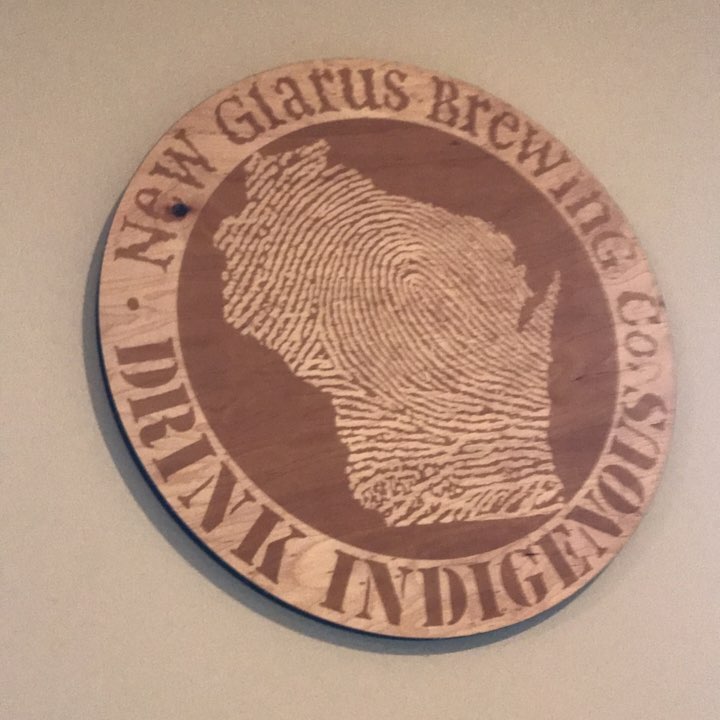 New Glarus Brewing Co.
DRINK INDIGENOUS